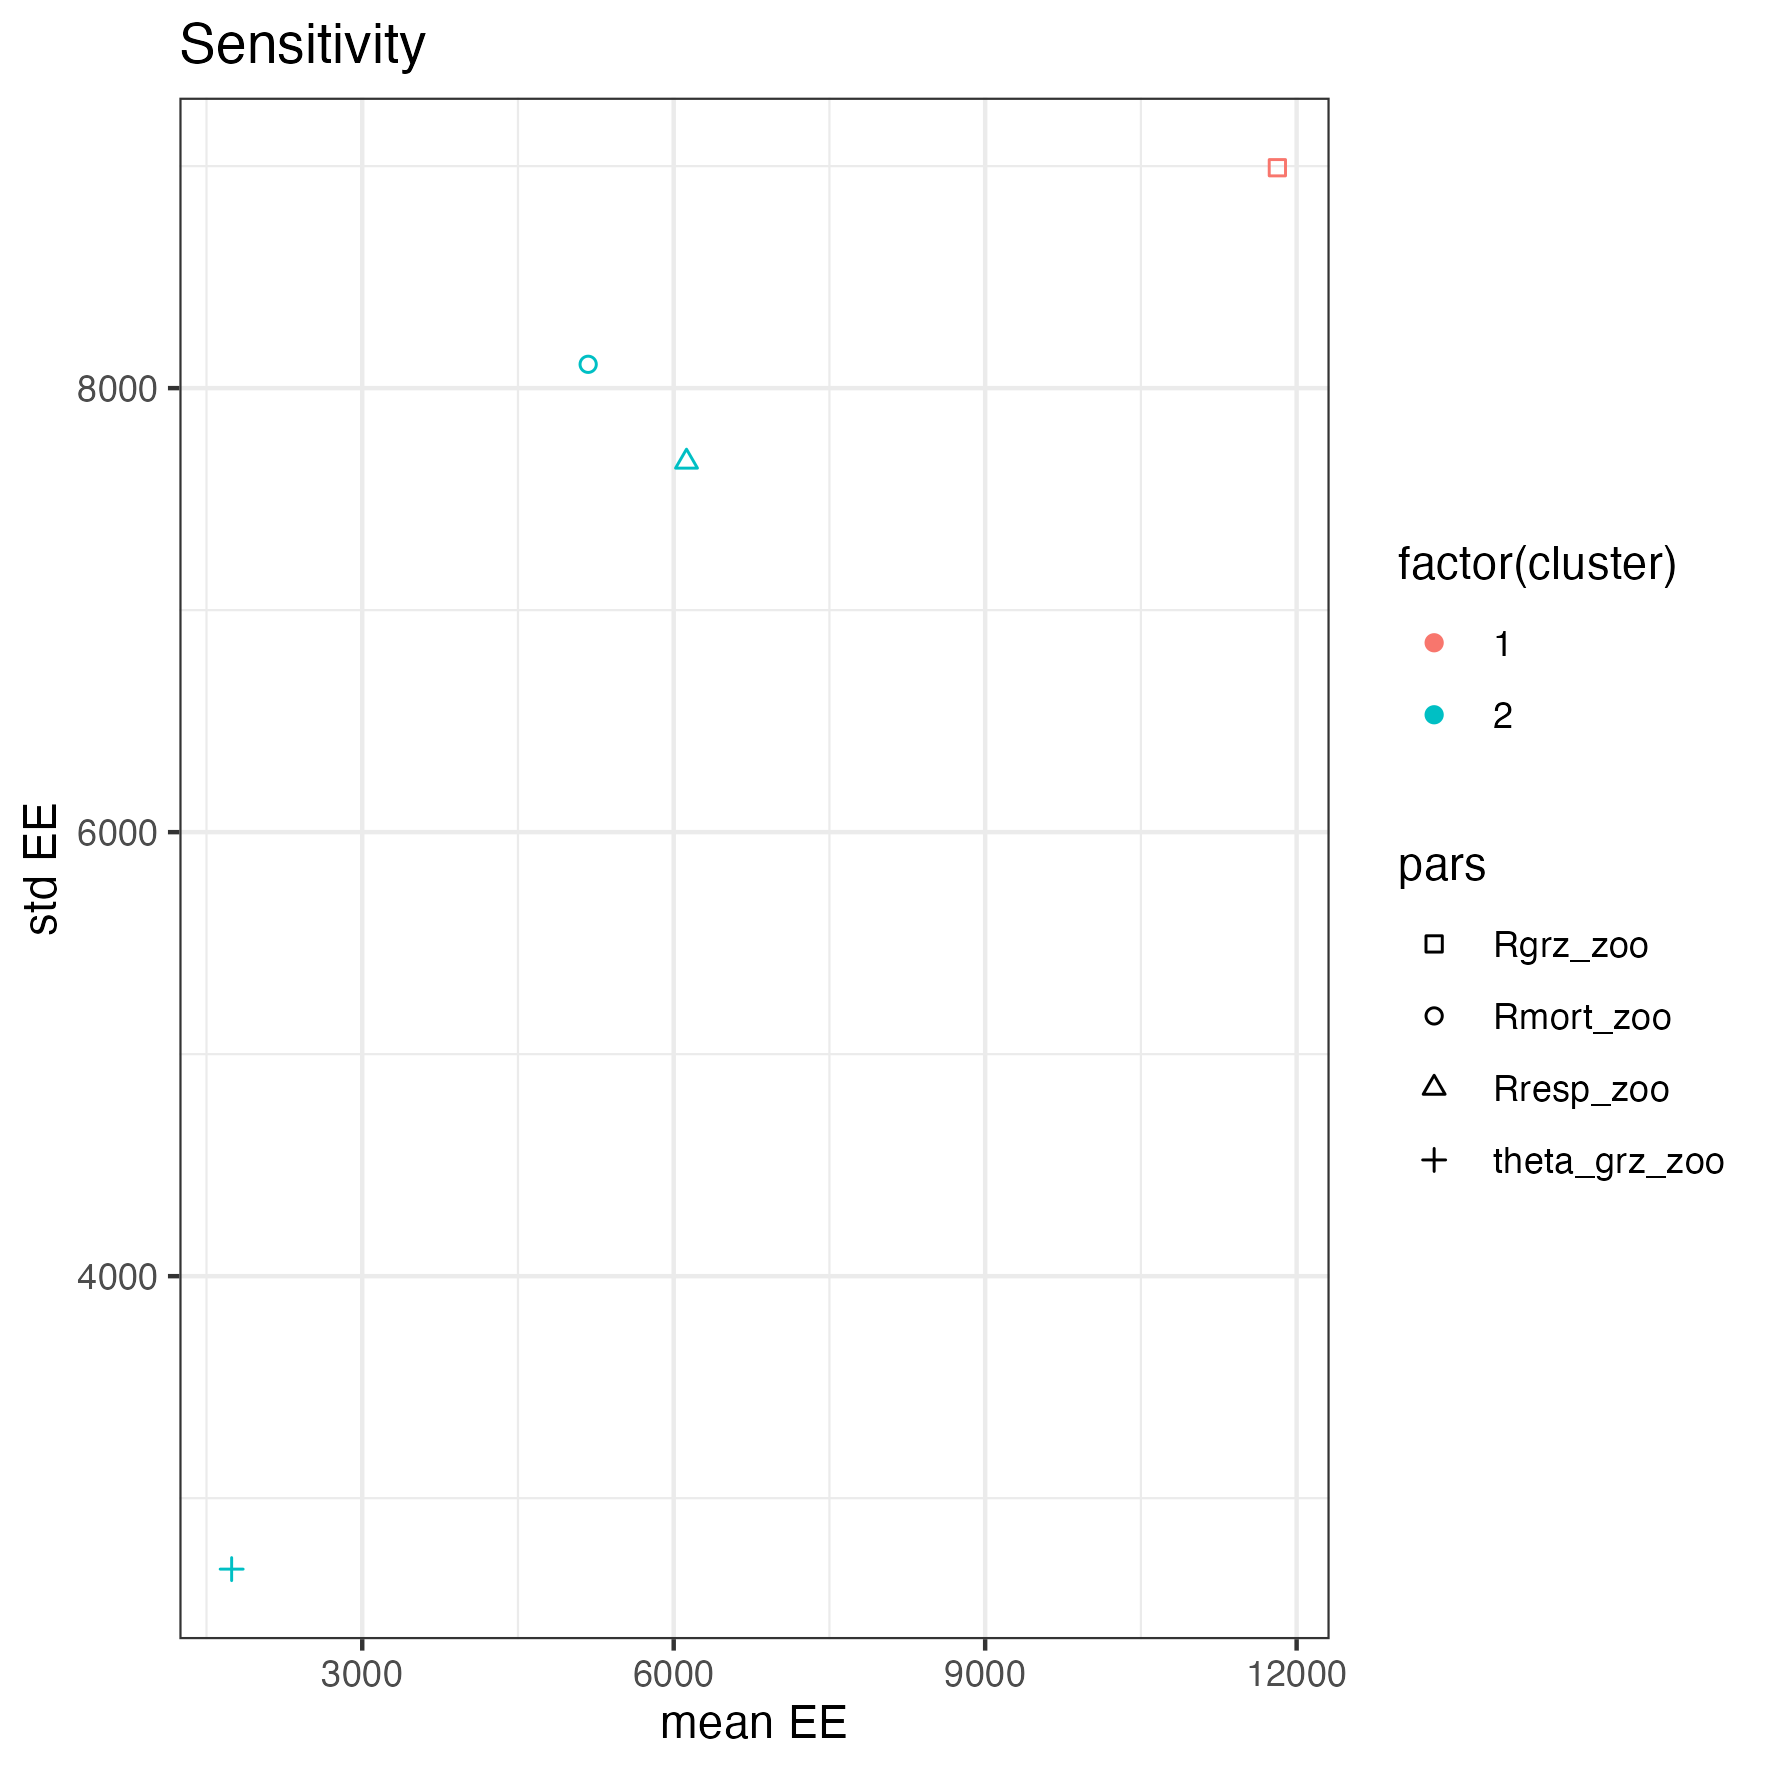 Sensitivity
8000
6000
4000
std EE
3000
6000
9000
12000
mean EE
factor(cluster)
1
2
pars
Rgrz_zoo
Rmort_zoo
Rresp_zoo
theta_grz_zoo